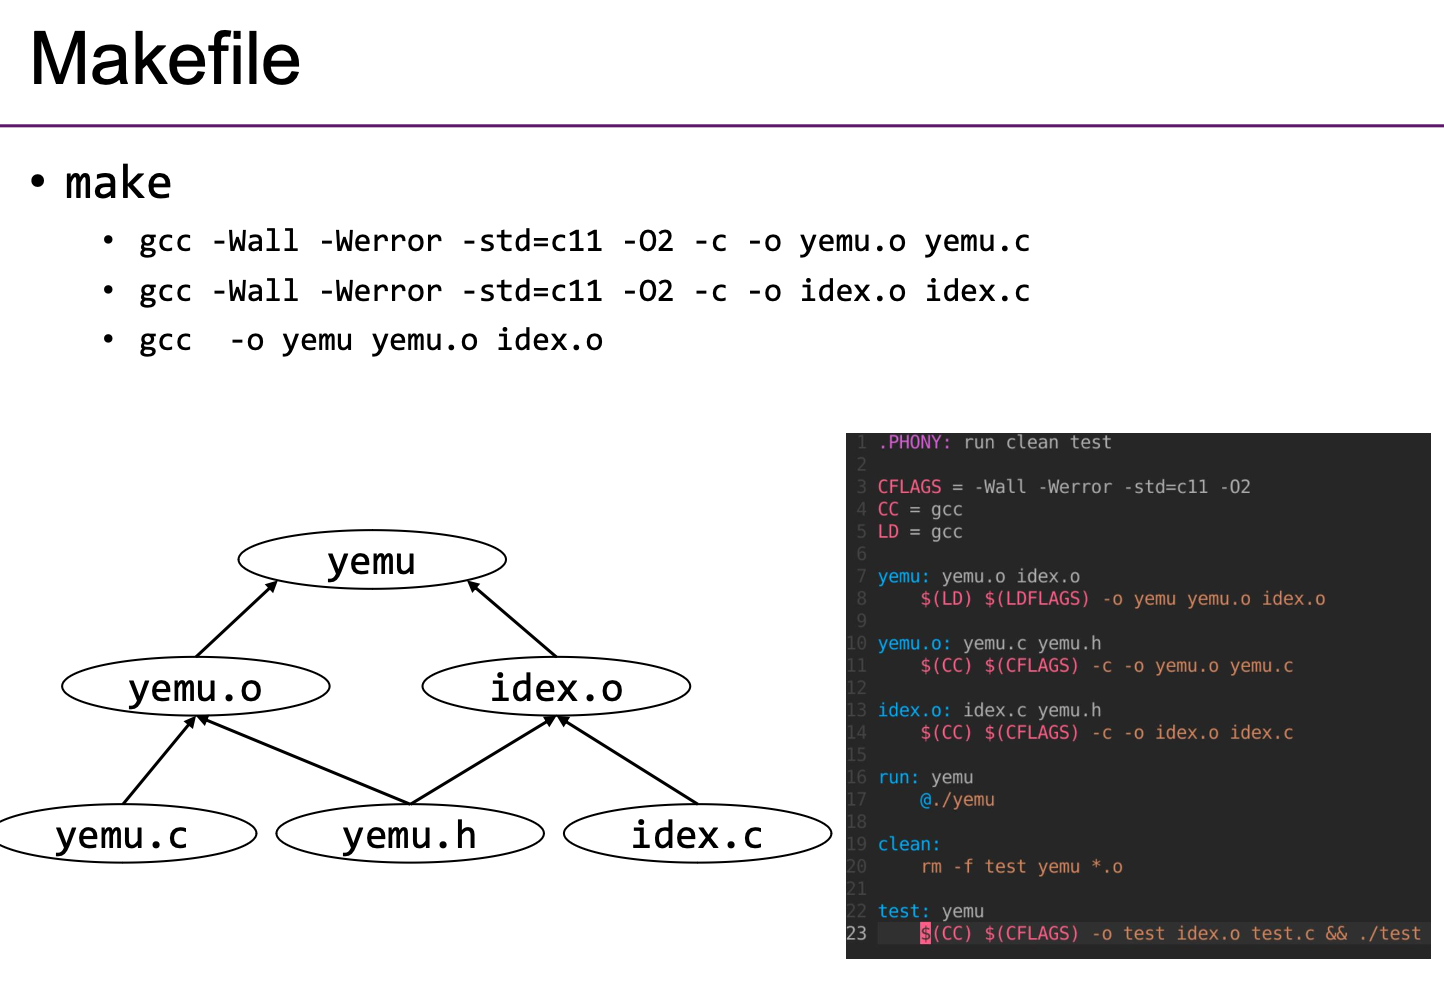 Makefile
• make
• gcc -Wall -Werror -std=c11 -O2 -c -o yemu.o yemu.c
• gcc -Wall -Werror -std=c11 -O2 -c -o idex.o idex.c
• gcc  -o yemu yemu.o idex.o
yemu
yemu.o idex.o
yemu.c yemu.h idex.c
1 .PHONY: run clean test
2
3 CFLAGS = -Wall -Werror -std=c11 -O2
4 CC = gcc
5 LD = gcc
6
7 yemu: yemu.o idex.o
8     $(LD) $(LDFLAGS) -o yemu yemu.o idex.o
9
10 yemu.o: yemu.c yemu.h
11     $(CC) $(CFLAGS) -c -o yemu.o yemu.c
12
13 idex.o: idex.c yemu.h
14     $(CC) $(CFLAGS) -c -o idex.o idex.c
15
16 run: yemu
17     @./yemu
18
19 clean:
20     rm -f test yemu *.o
21
22 test: yemu
23     $(CC) $(CFLAGS) -o test idex.o test.c && ./test